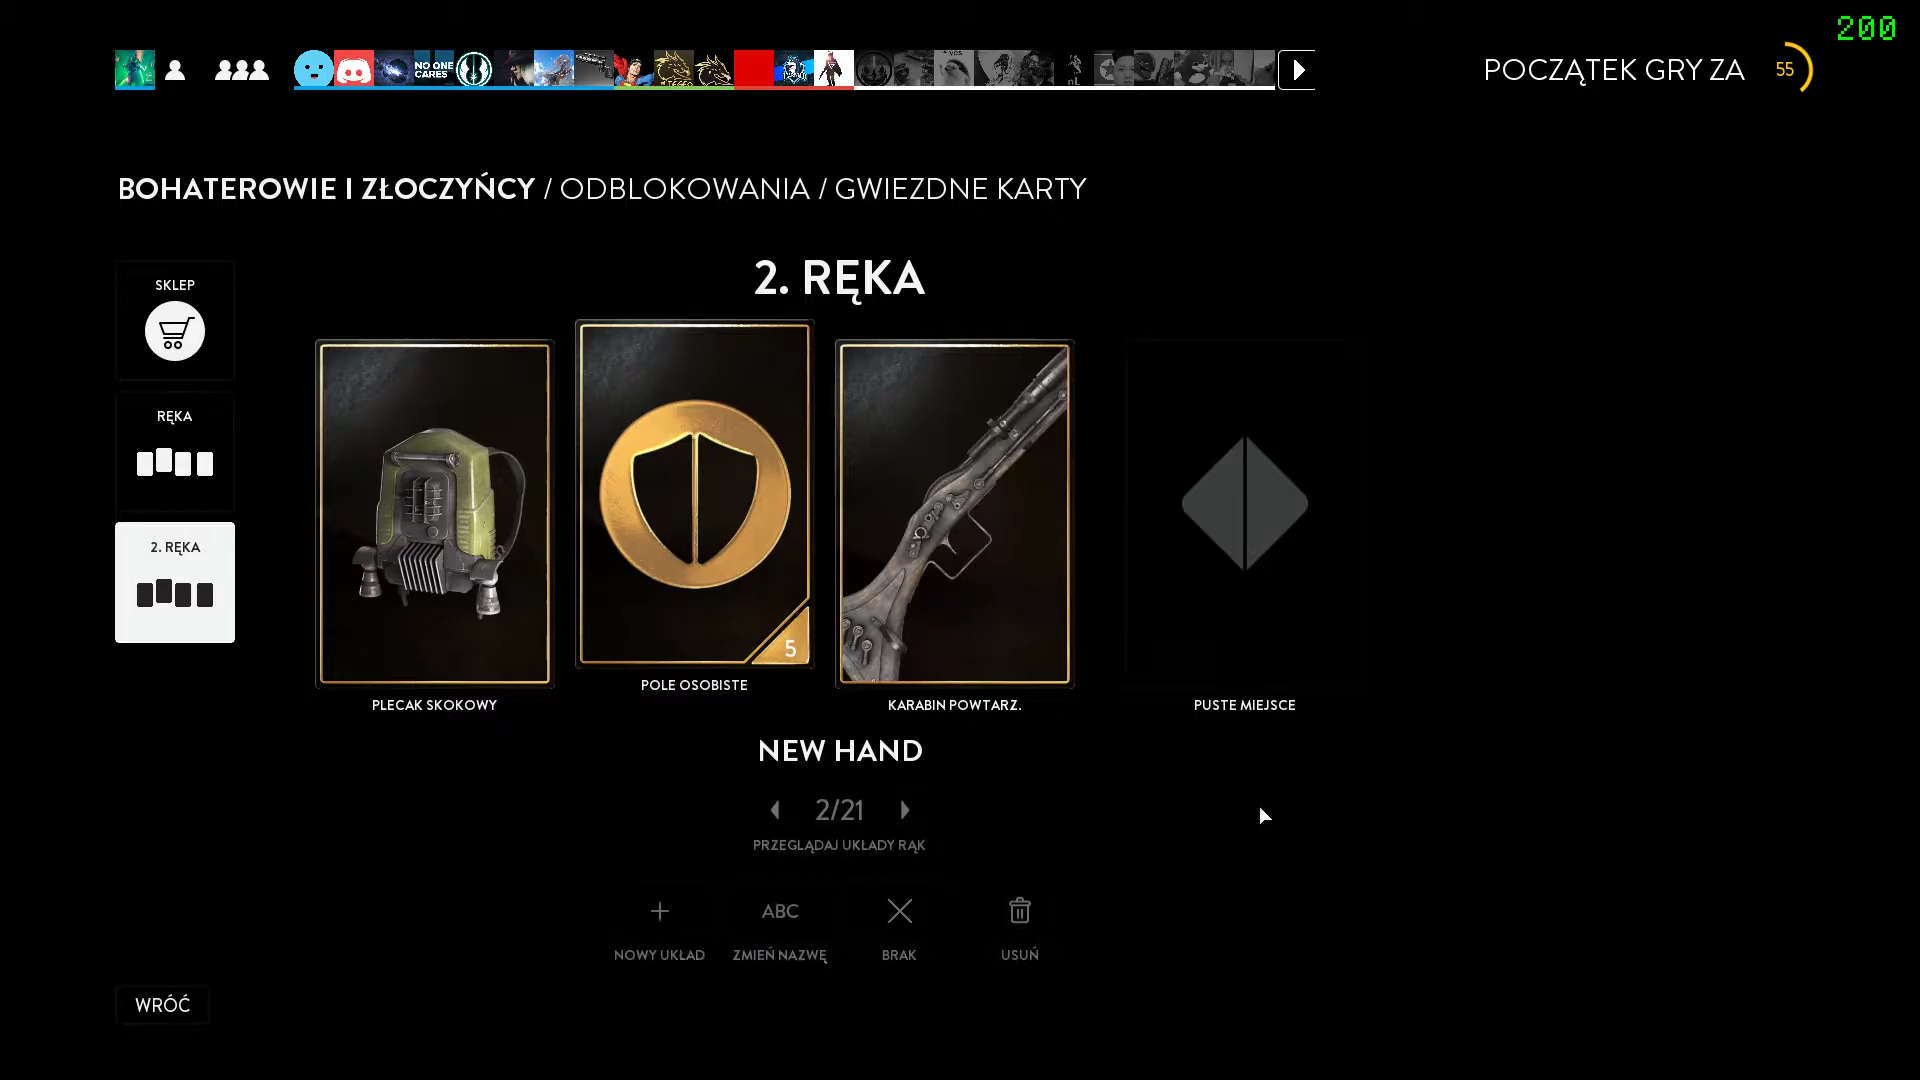 200
NO ONE
CARES
POCZĄTEK GRY ZA 55
BOHATEROWIE I ZŁOCZYŃCY / ODBLOKOWANIA / GWIEZDNE KARTY
SKLEP
RĘKA
2. RĘKA
2. RĘKA
5
PLECAK SKOKOWY
POLE OSOBISTE
KARABIN POWTARZ.
PUSTE MIEJSCE
NEW HAND
2/21
PRZEGLĄDAJ UKŁADY RĄK
ABC
NOWY UKŁAD
ZMIEŃ NAZWĘ
BRAK
USUŃ
WRÓĆ